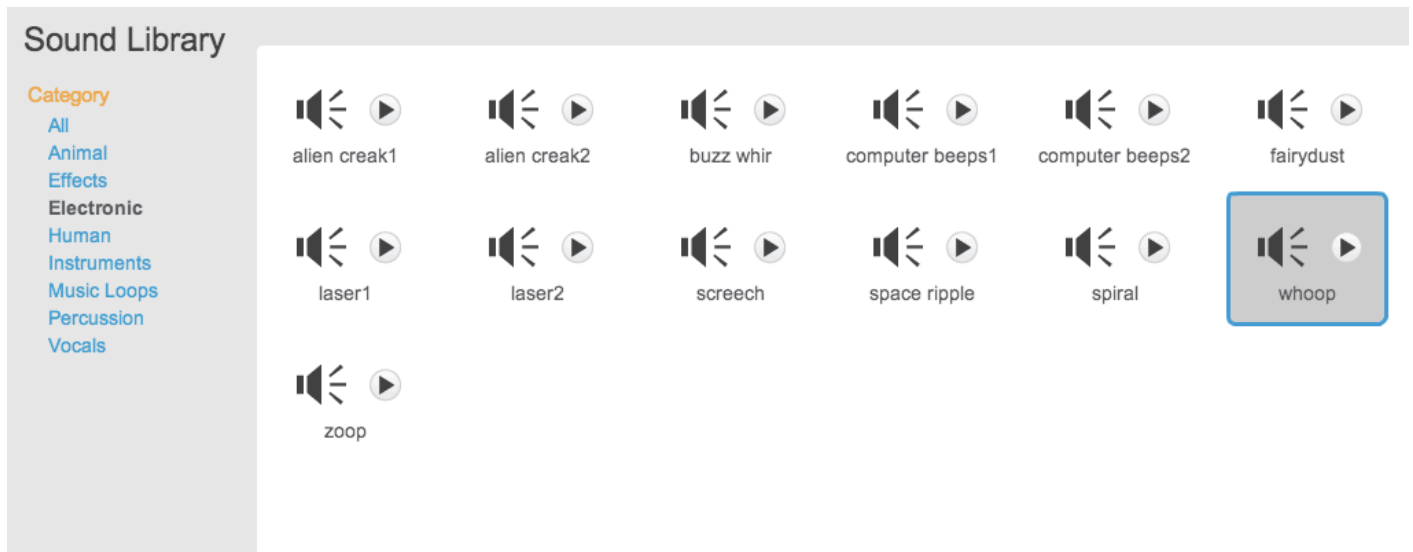 Sound Library
Category
All
Animal
Effects
Electronic
Human
Instruments
Music Loops
Percussion
Vocals
alien creak1
alien creak2
buzz whir
computer beeps1
computer beeps2
fairydust
laser1
laser2
screech
space ripple
spiral
whoop
zoop